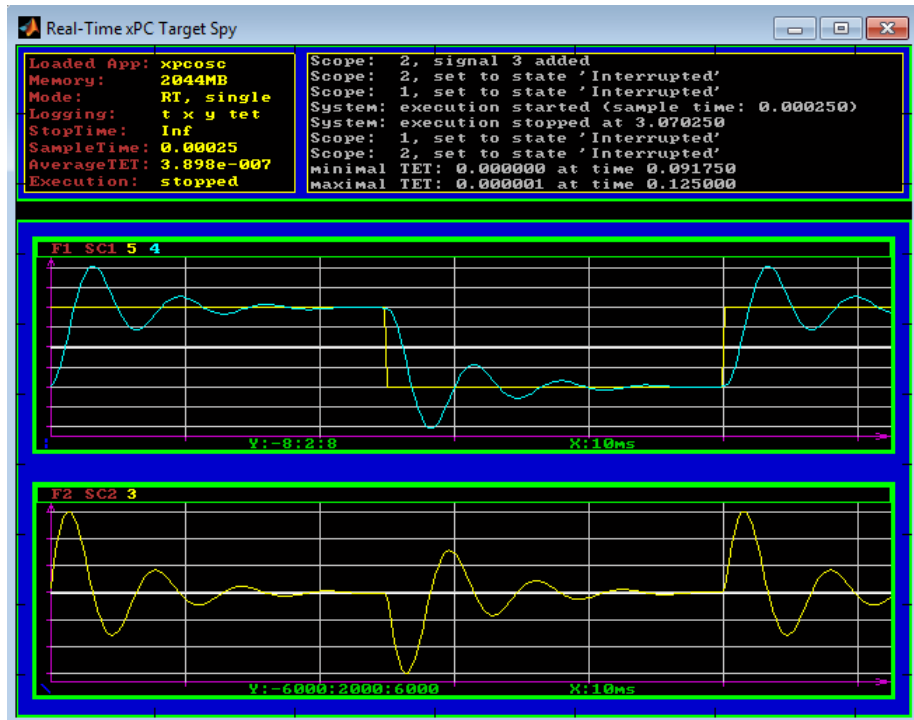 Real-Time xPC Target Spy
Loaded App: xpcosc
Memory: 2044MB
Mode: RT, single
Logging: t x y tet
StopTime: Inf
SampleTime: 0.00025
AverageTET: 3.898e-007
Execution: stopped
Scope: 2, signal 3 added
Scope: 2, set to state 'Interrupted'
Scope: 1, set to state 'Interrupted'
System: execution started (sample time: 0.000250)
System: execution stopped at 3.070250
Scope: 1, set to state 'Interrupted'
Scope: 2, set to state 'Interrupted'
minimal TET: 0.000000 at time 0.091750
maximal TET: 0.000001 at time 0.125000
F1 SC1 5 4
Y:-8:2:8 X:10ms
F2 SC2 3
Y:-6000:2000:6000 X:10ms